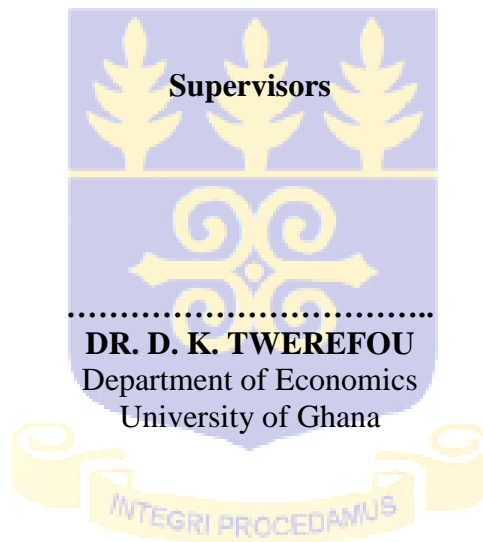 Supervisors
………………………………..
DR. D. K. TWEREFOU
Department of Economics
University of Ghana
INTEGRI PROCEDAMUS